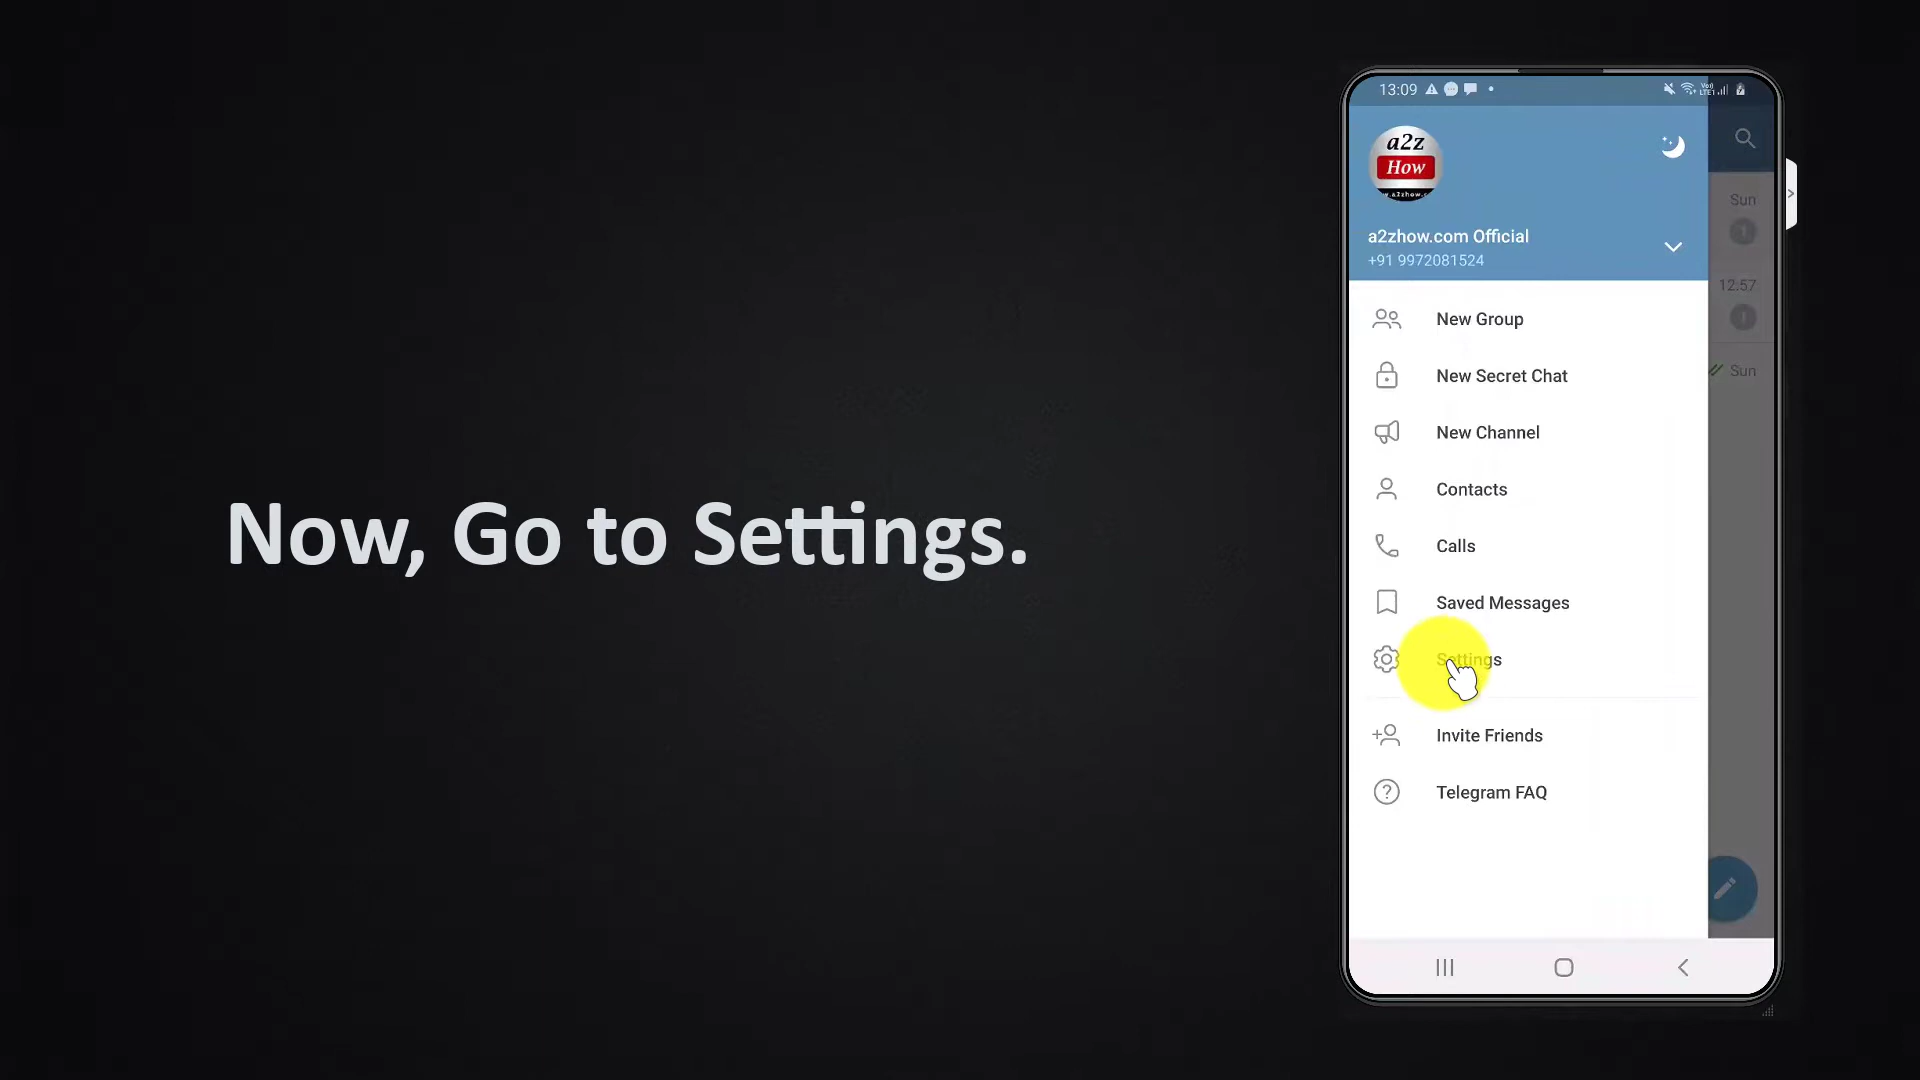 Now, Go to Settings.
13:09
a2z
How
a2zhow.com Official
+91 9972081524
New Group
New Secret Chat
New Channel
Contacts
Calls
Saved Messages
Settings
Invite Friends
Telegram FAQ
Sun
12:57
Sun